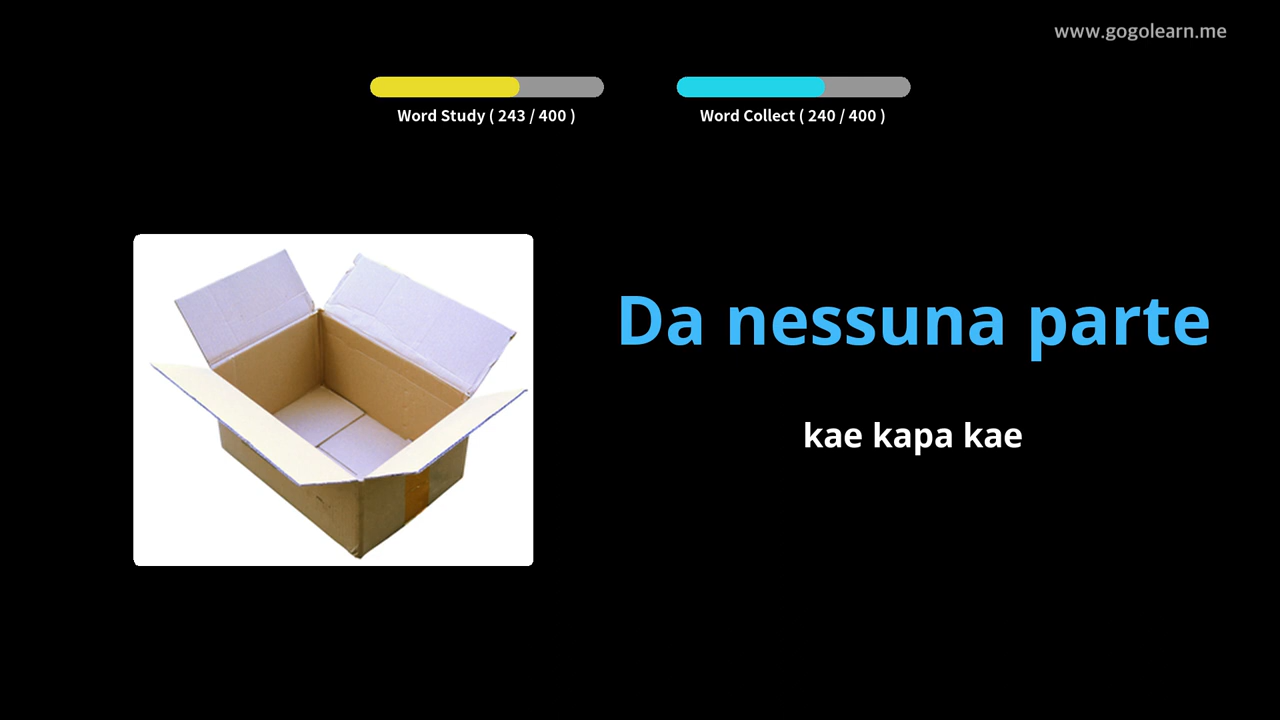 www.gogolearn.me
Word Study ( 243 / 400 )
Word Collect ( 240 / 400 )
Da nessuna parte
kae kapa kae